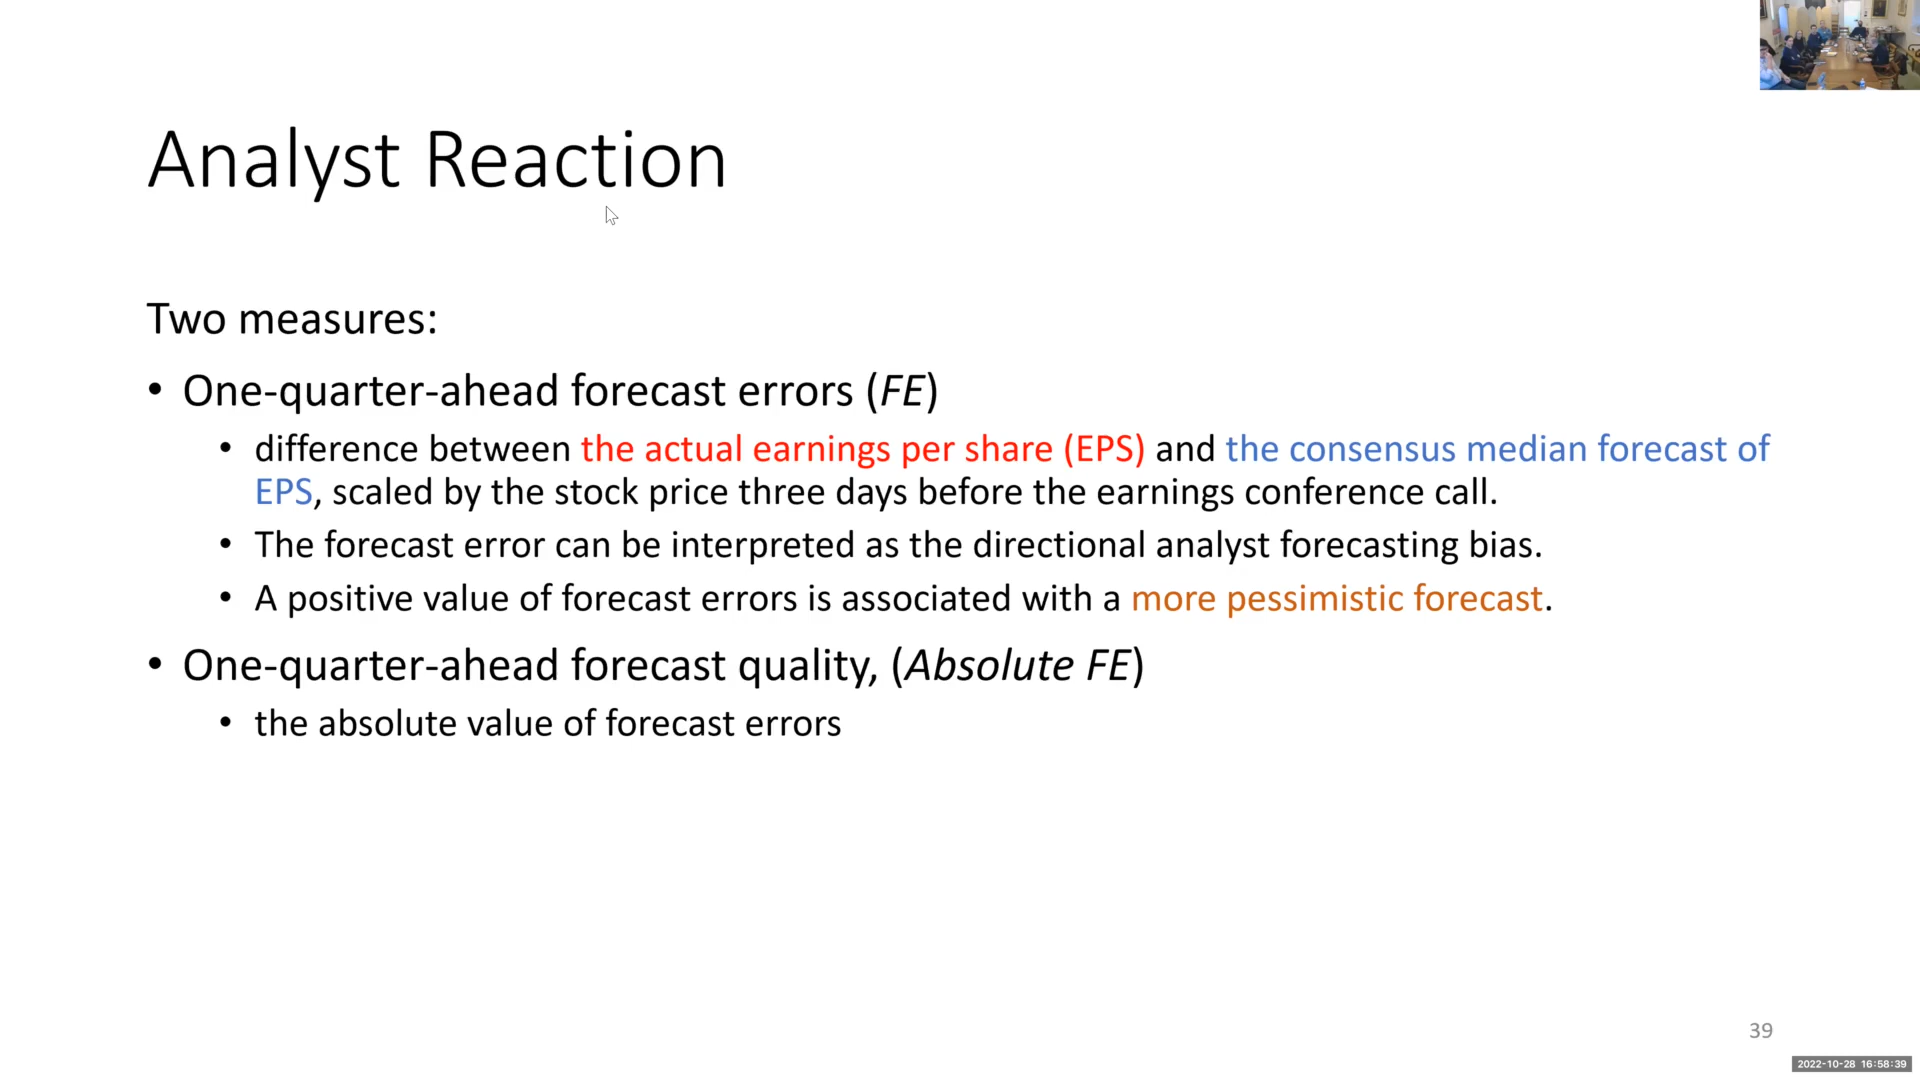 Analyst Reaction
Two measures:
• One-quarter-ahead forecast errors (FE)
• difference between the actual earnings per share (EPS) and the consensus median forecast of
EPS, scaled by the stock price three days before the earnings conference call.
• The forecast error can be interpreted as the directional analyst forecasting bias.
• A positive value of forecast errors is associated with a more pessimistic forecast.
• One-quarter-ahead forecast quality, (Absolute FE)
• the absolute value of forecast errors
39
2022-10-28 16:58:39